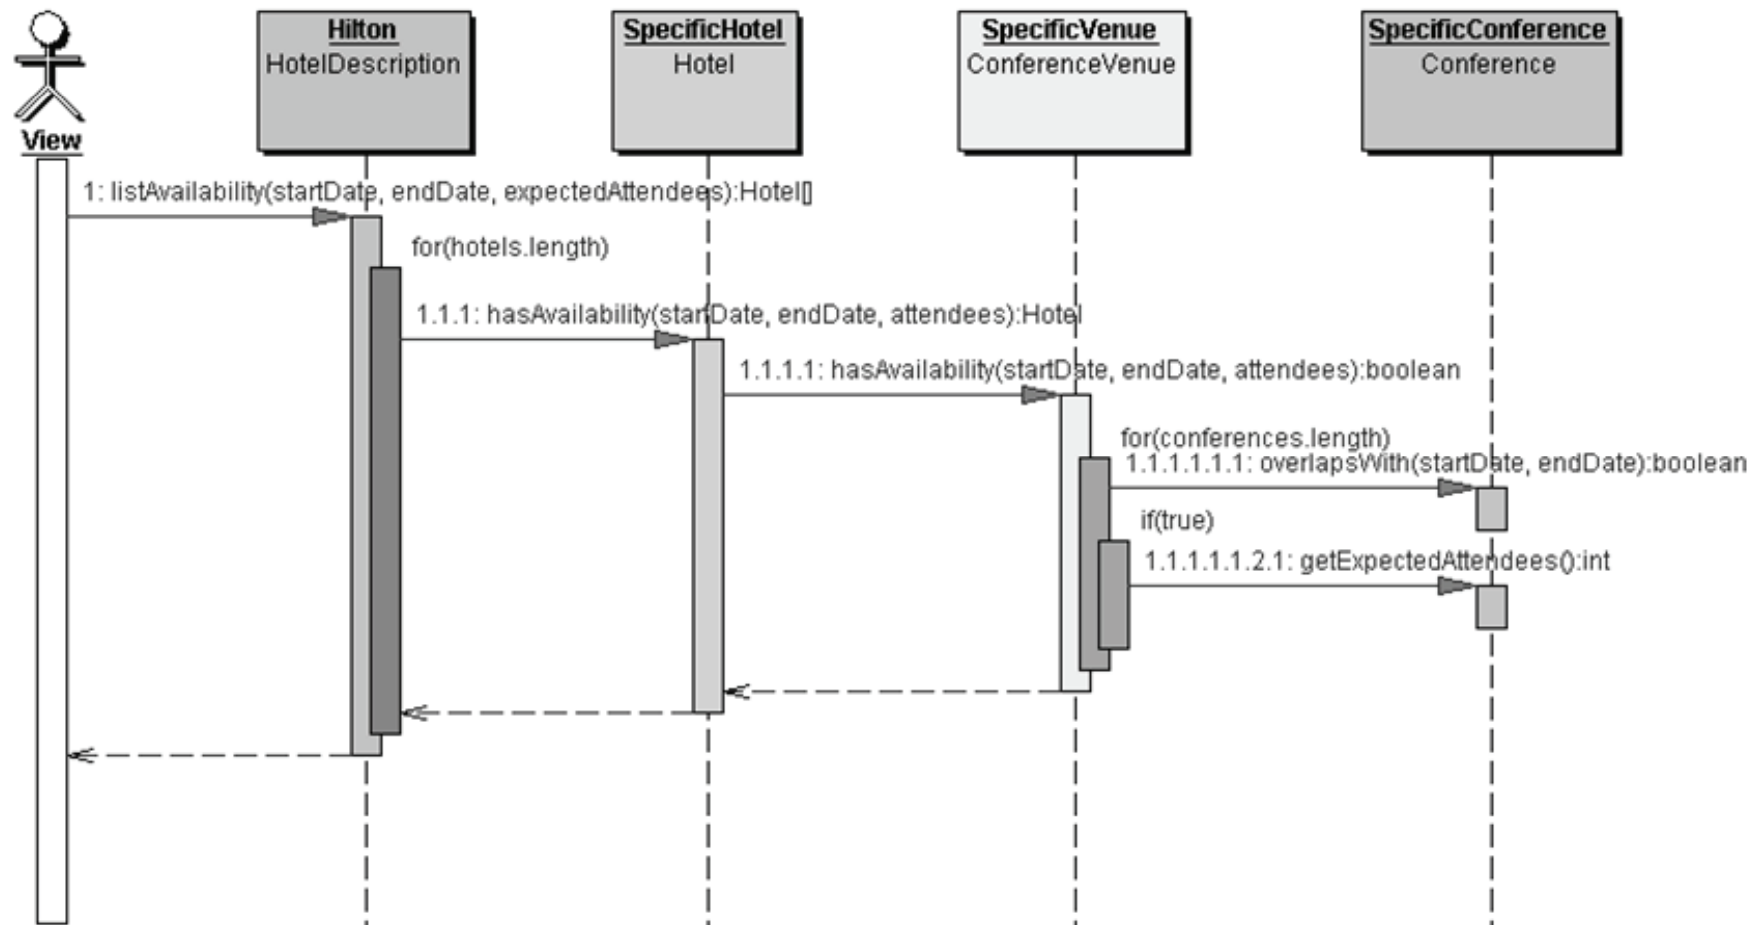 Hilton
HotelDescription
SpecificHotel
Hotel
SpecificVenue
ConferenceVenue
SpecificConference
Conference
View
1: listAvailability(startDate, endDate, expectedAttendees):Hotel[]
for(hotels.length)
1.1.1: hasAvailability(startDate, endDate, attendees):Hotel
1.1.1.1: hasAvailability(startDate, endDate, attendees):boolean
for(conferences.length)
1.1.1.1.1.1: overlapsWith(startDate, endDate):boolean
if(true)
1.1.1.1.1.2.1: getExpectedAttendees():int